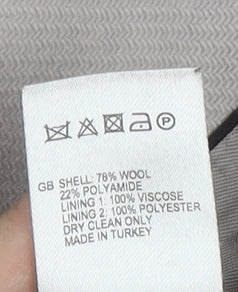 GB SHELL: 78% WOOL
22% POLYAMIDE
LINING 1: 100% VISCOSE
LINING 2: 100% POLYESTER
DRY CLEAN ONLY
MADE IN TURKEY